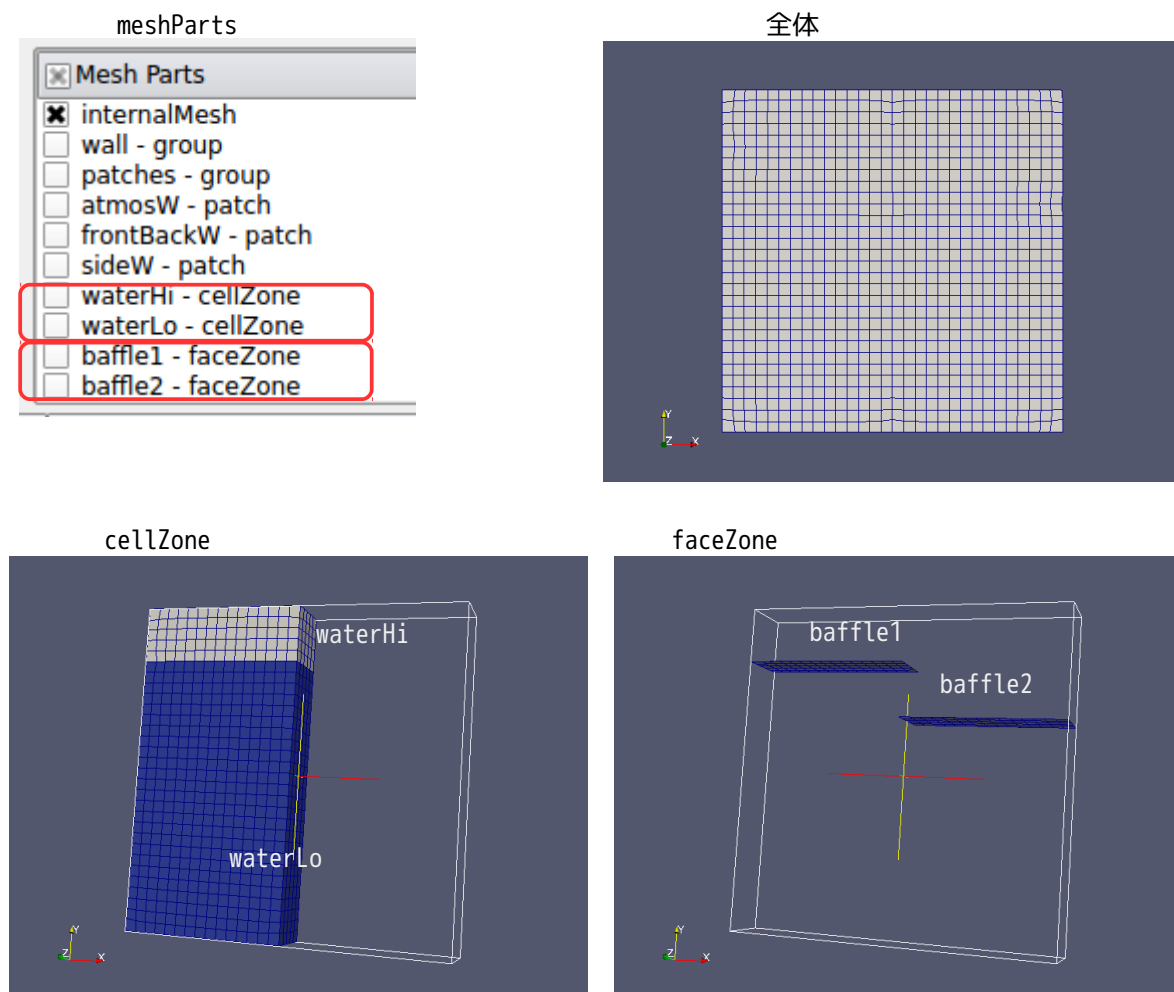 meshParts
全体
Mesh Parts
internalMesh
wall - group
patches - group
atmosW - patch
frontBackW - patch
sideW - patch
waterHi - cellZone
waterLo - cellZone
baffle1 - faceZone
baffle2 - faceZone
Y
Z X
cellZone
faceZone
waterHi
waterLo
Y
Z X
baffle1
baffle2
Y
Z X